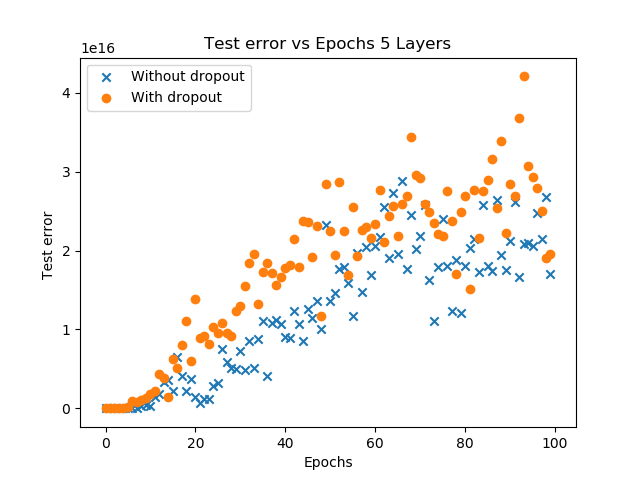 Test error vs Epochs 5 Layers
1e16
Without dropout
With dropout
4
3
2
1
0
Test error
0 20 40 60 80 100
Epochs